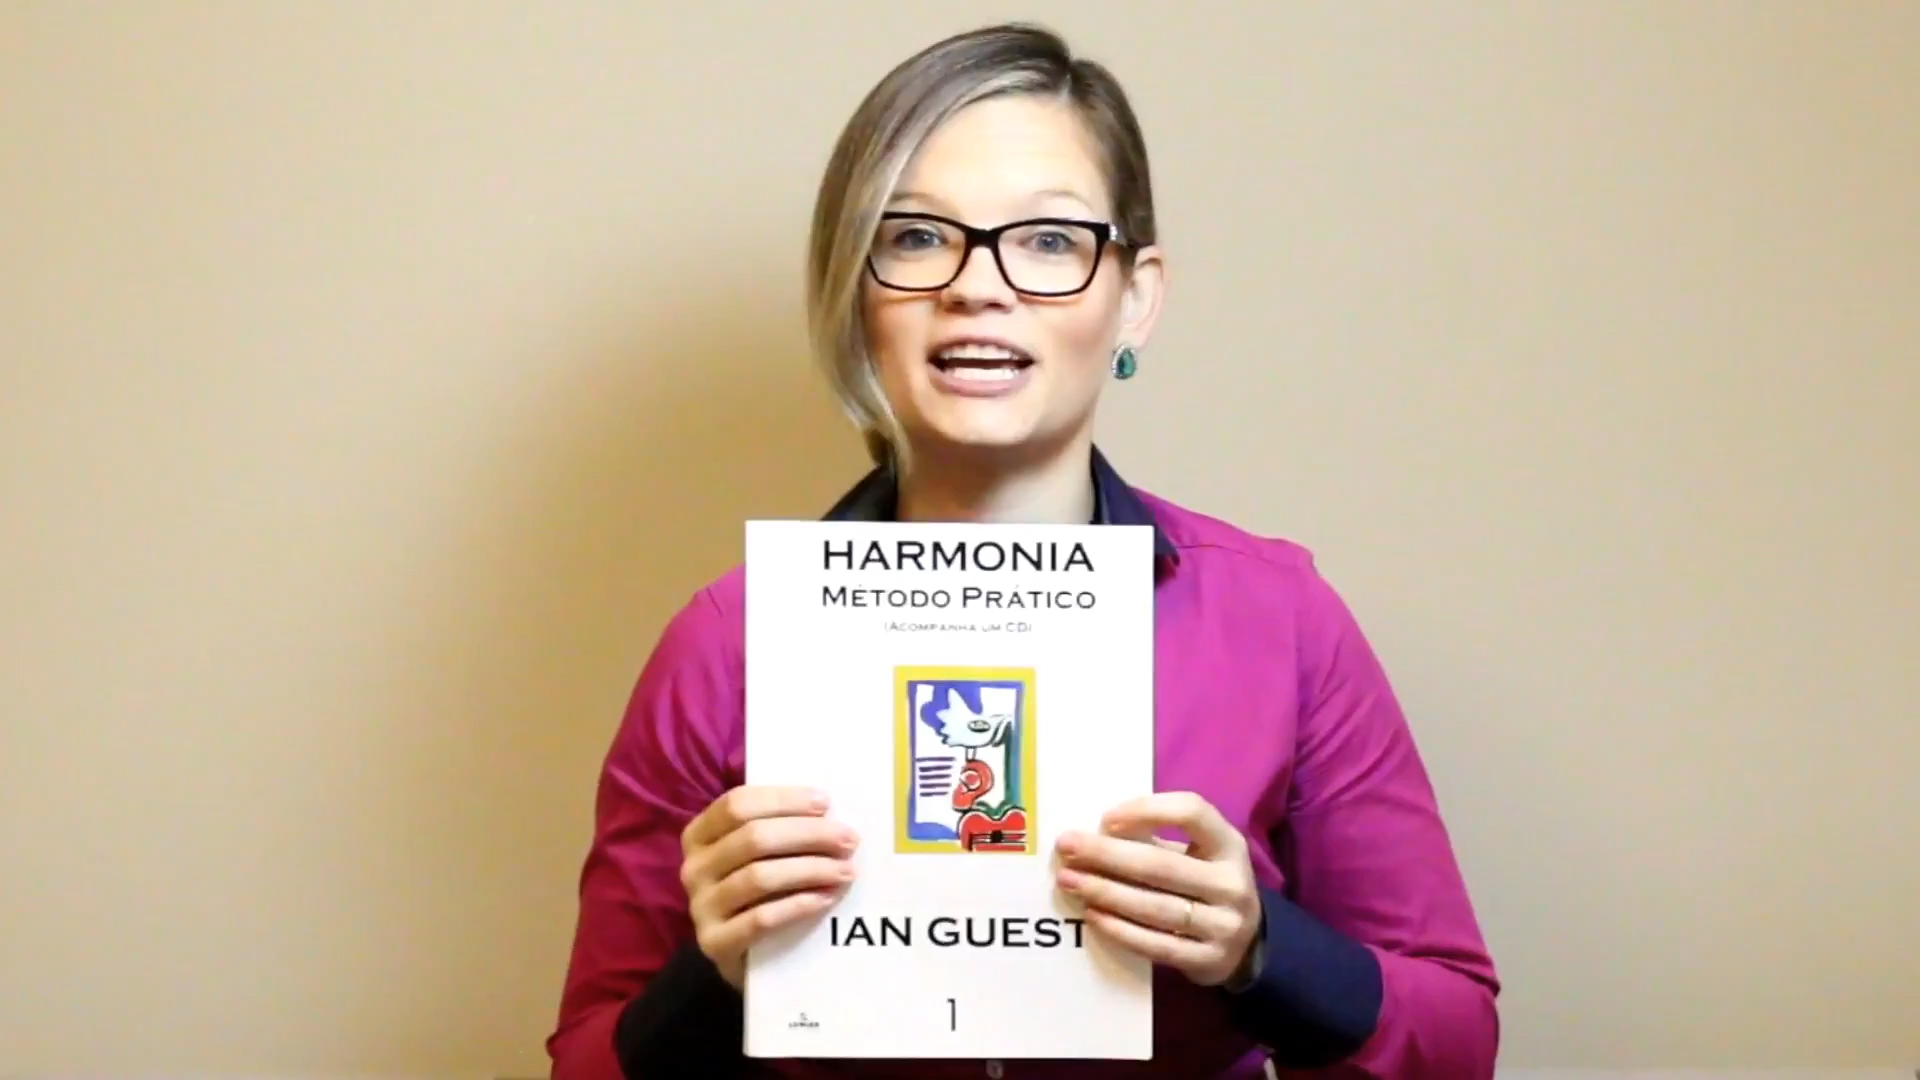 HARMONIA
MÉTODO PRÁTICO
(ACOMPANHA UM CD)
IAN GUEST
1